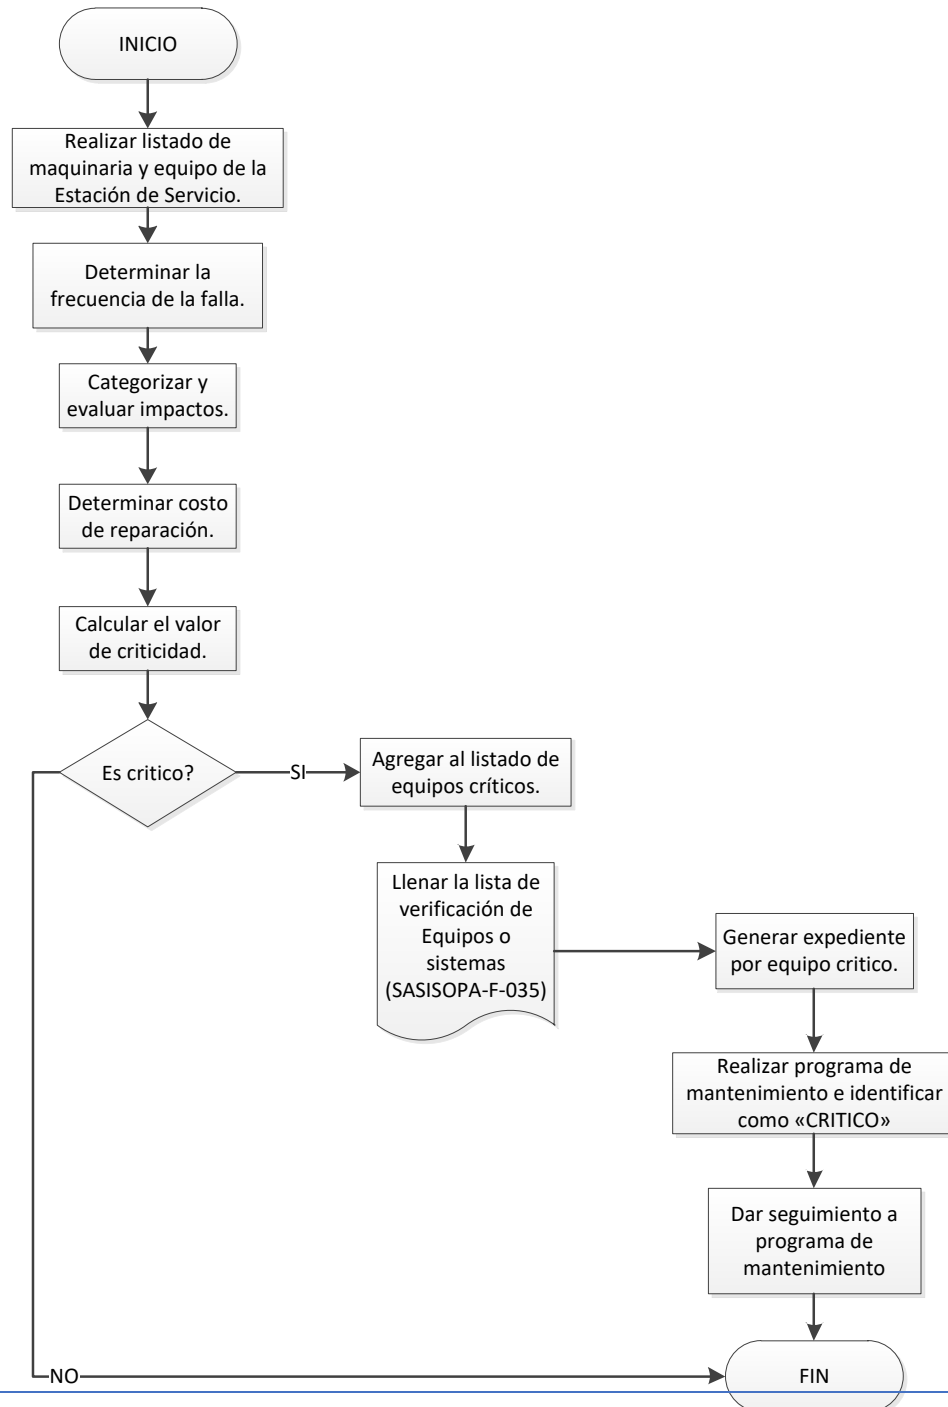 INICIO
Realizar listado de
maquinaria y equipo de la
Estación de Servicio.
Determinar la
frecuencia de la falla.
Categorizar y
evaluar impactos.
Determinar costo
de reparación.
Calcular el valor
de criticidad.
Es critico?
SI
Agregar al listado de
equipos críticos.
Llenar la lista de
verificación de
Equipos o
sistemas
(SASISOPA-F-035)
Generar expediente
por equipo critico.
Realizar programa de
mantenimiento e identificar
como «CRITICO»
Dar seguimiento a
programa de
mantenimiento
NO
FIN